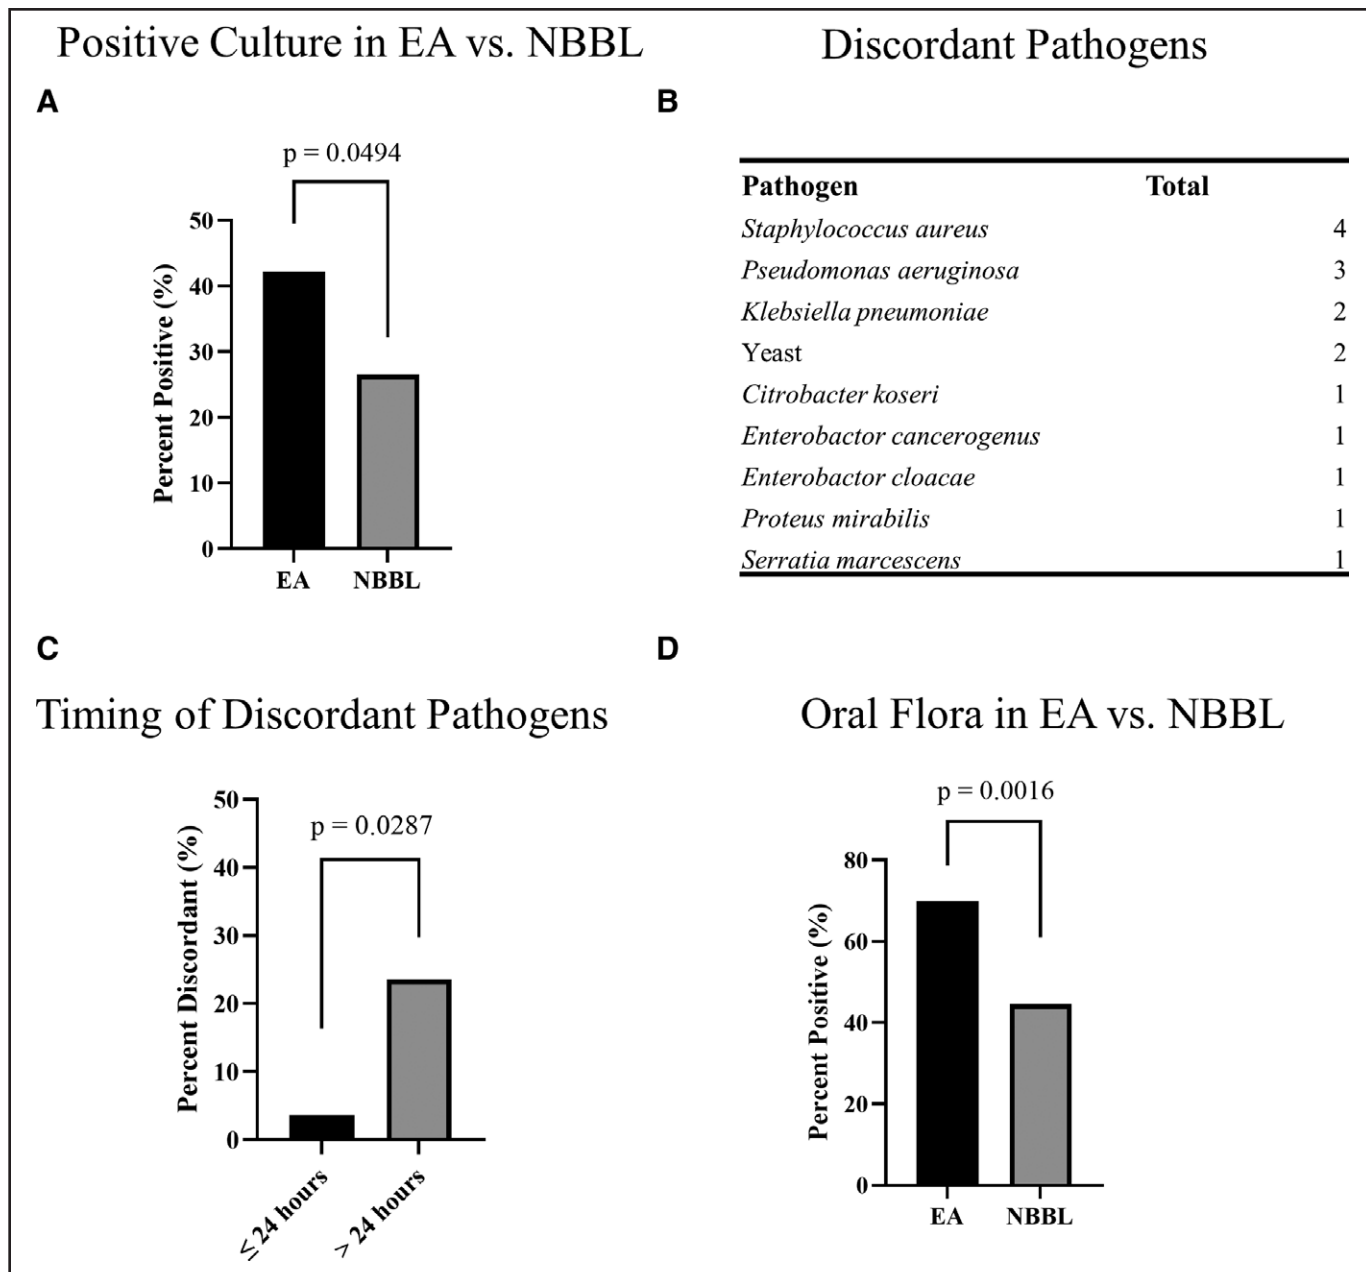 Positive Culture in EA vs. NBBL
A
p = 0.0494
Percent Positive (%)
50
40
30
20
10
0
EA NBBL
Discordant Pathogens
B
Pathogen Total
Staphylococcus aureus 4
Pseudomonas aeruginosa 3
Klebsiella pneumoniae 2
Yeast 2
Citrobacter koseri 1
Enterobactor cancerogenus 1
Enterobactor cloacae 1
Proteus mirabilis 1
Serratia marcescens 1
C
Timing of Discordant Pathogens
p = 0.0287
Percent Discordant (%)
50
40
30
20
10
0
≤ 24 hours > 24 hours
D
Oral Flora in EA vs. NBBL
p = 0.0016
Percent Positive (%)
80
60
40
20
0
EA NBBL